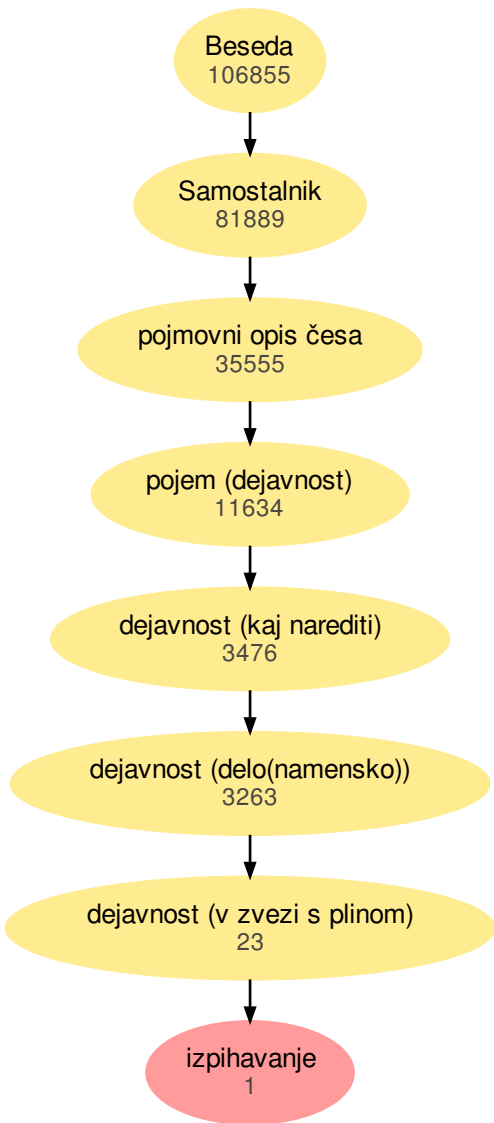 Beseda
106855
Samostalnik
81889
pojmovni opis česa
35555
pojem (dejavnost)
11634
dejavnost (kaj narediti)
3476
dejavnost (delo(namensko))
3263
dejavnost (v zvezi s plinom)
23
izpihavanje
1